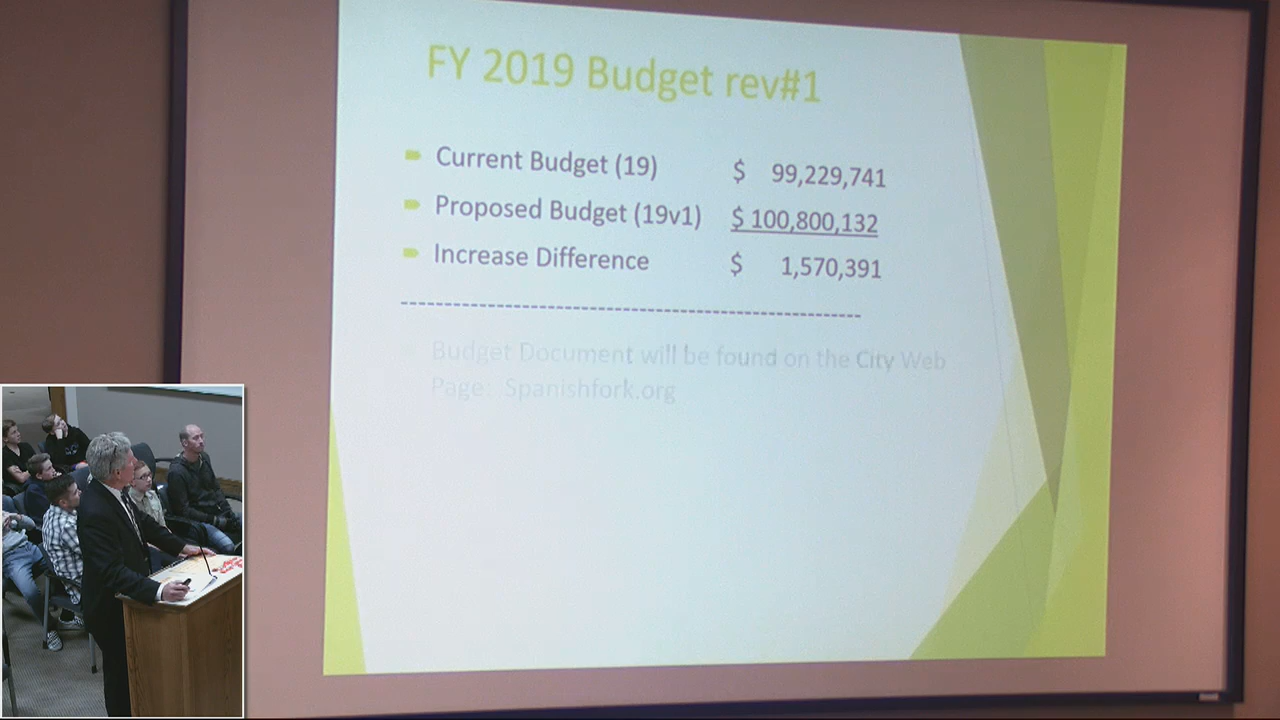 FY 2019 Budget rev#1
Current Budget (19) $ 99,229,741
Proposed Budget (19v1) $ 100,800,132
Increase Difference $ 1,570,391
------------------------------------------------------------
Budget Document will be found on the City Web
Page: Spanishfork.org